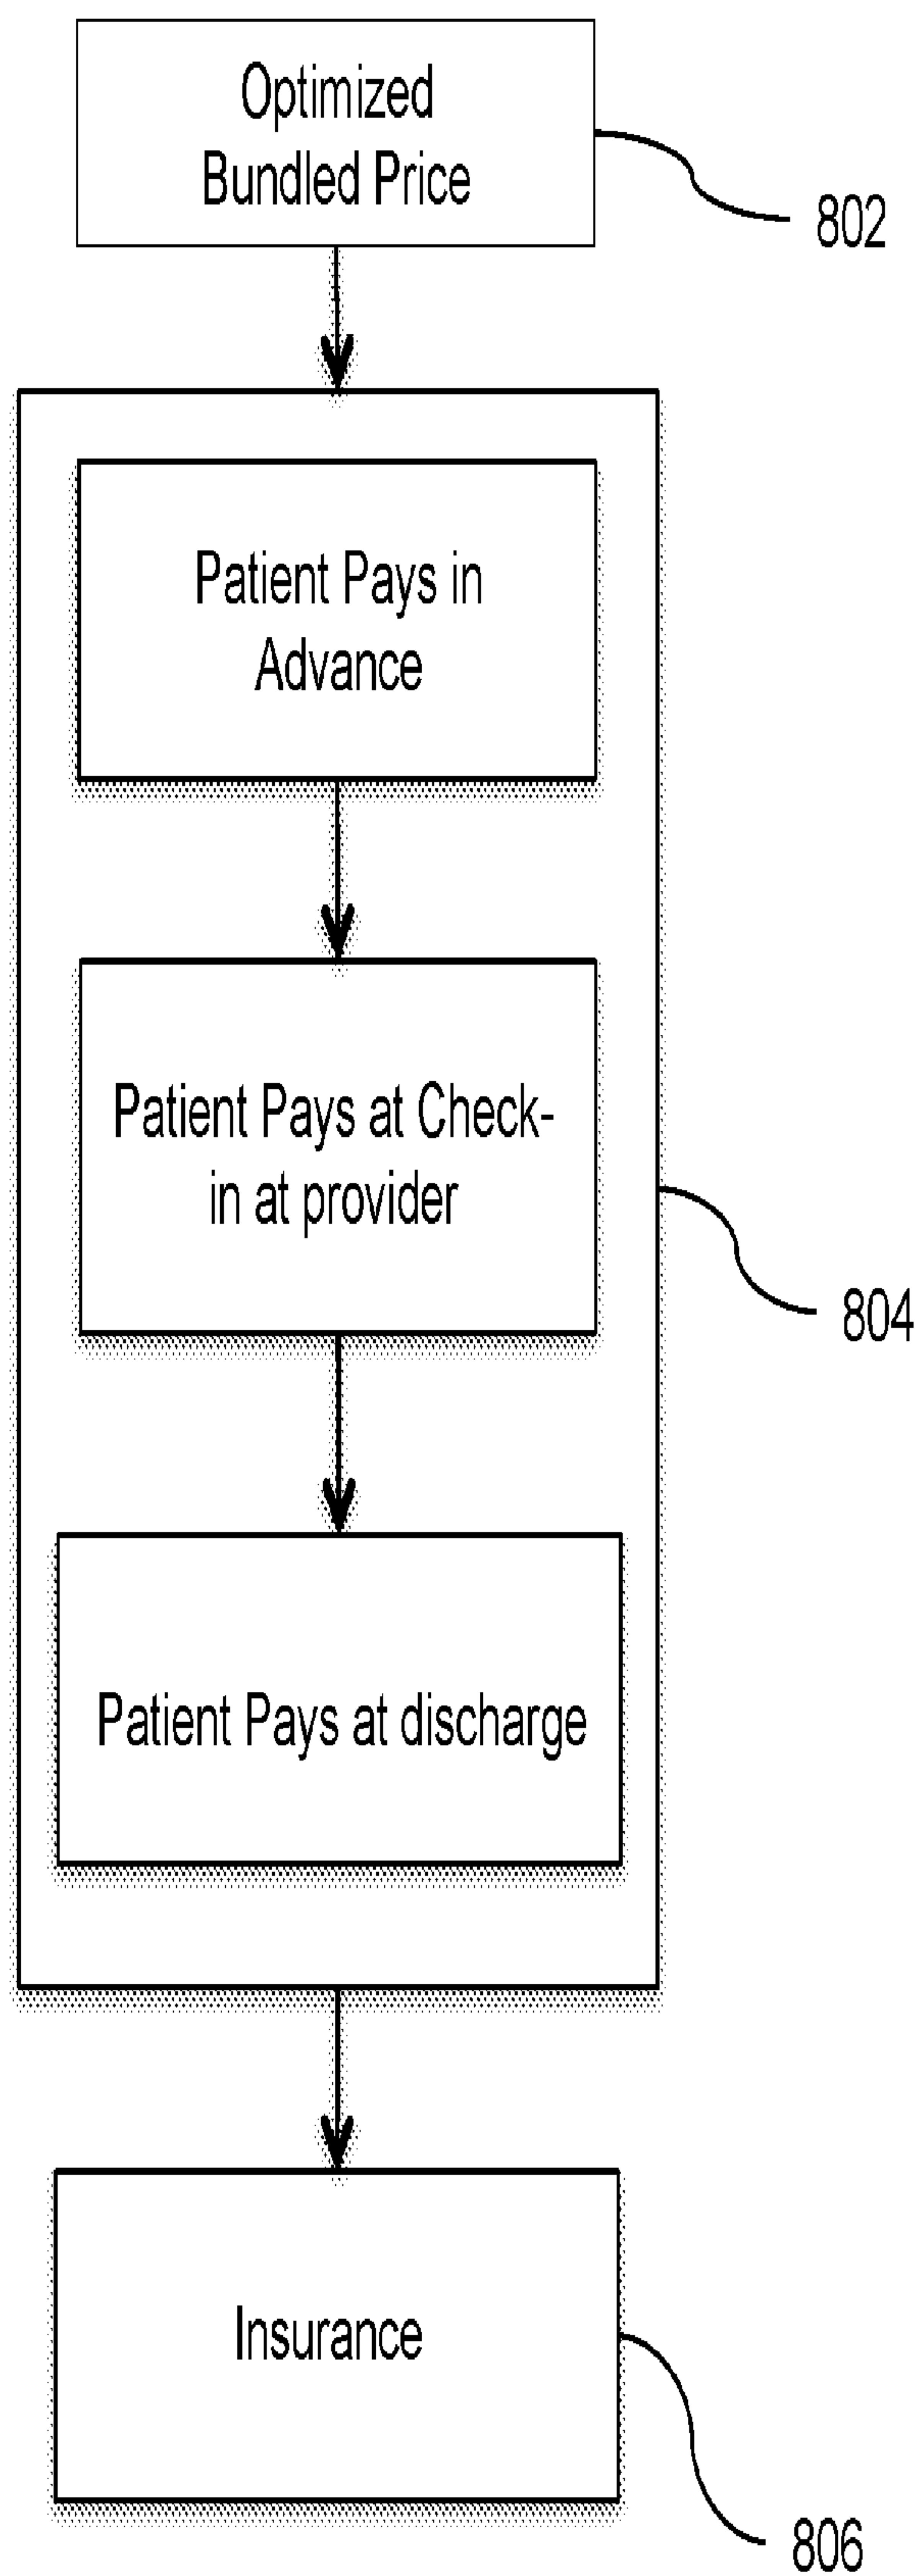 Optimized
Bundled Price
802
Patient Pays in
Advance
Patient Pays at Check-
in at provider
804
Patient Pays at discharge
Insurance
806